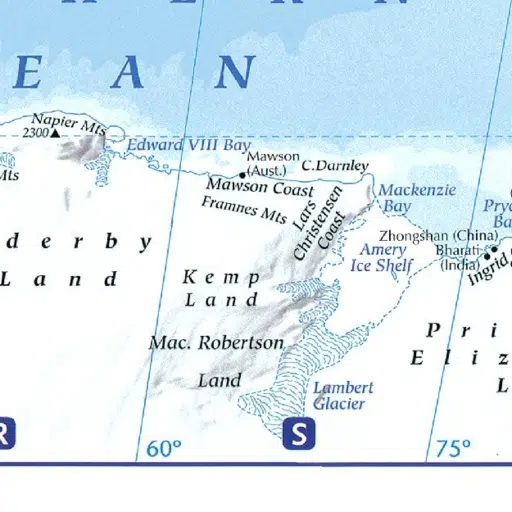 H E R N
E A N
Napier Mts
2300
Edward VIII Bay
Mawson
(Aust.)
C.Darnley
Mts
Mawson Coast
Framnes Mts
Lars
Christensen
Coast
Mackenzie
Bay
Pry
Ba
Zhongshan (China)
Bharati
(India)
Ingrid
Amery
Ice Shelf
derby
Land
Kemp
Land
Mac. Robertson
Land
Pri
Eliz
L
Lambert
Glacier
R
S
60°
75°